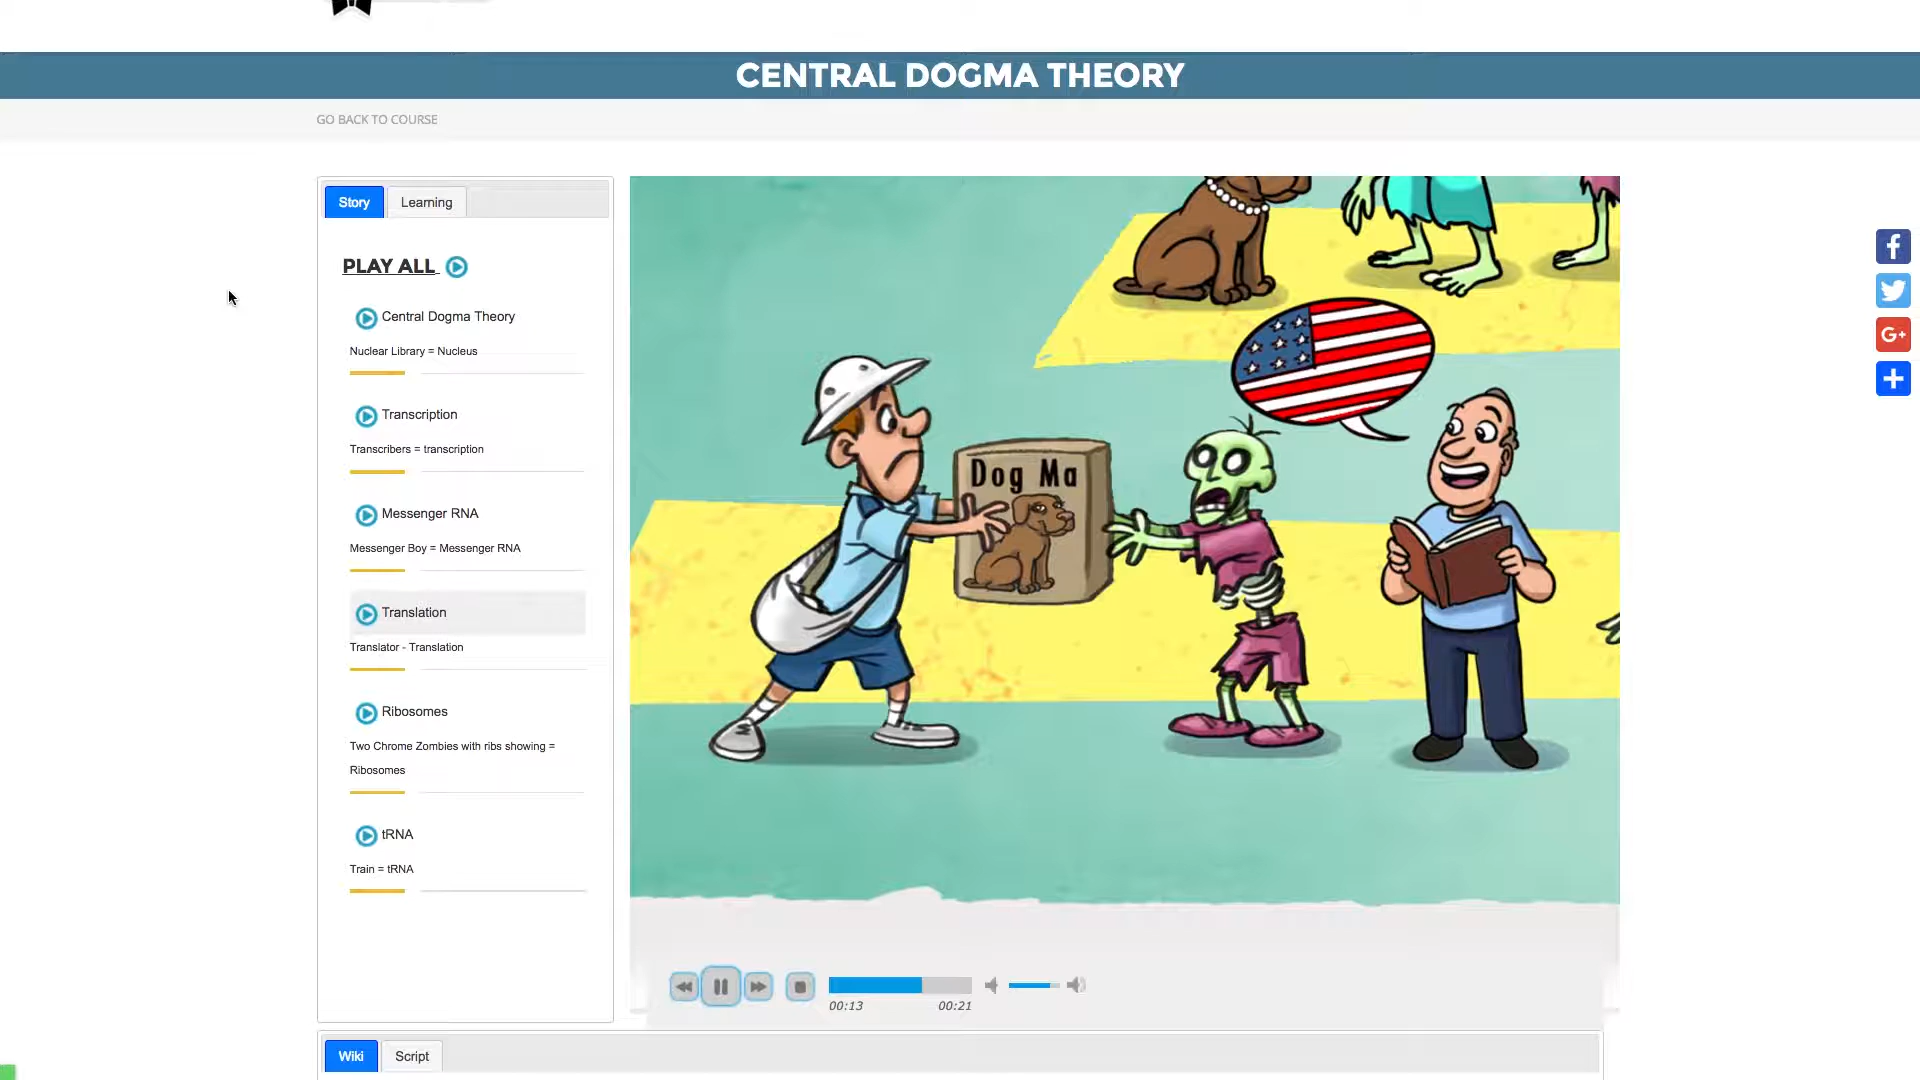 CENTRAL DOGMA THEORY
GO BACK TO COURSE
Story
Learning
PLAY ALL
Central Dogma Theory
Nuclear Library = Nucleus
Transcription
Transcribers = transcription
Messenger RNA
Messenger Boy = Messenger RNA
Translation
Translator - Translation
Ribosomes
Two Chrome Zombies with ribs showing =
Ribosomes
tRNA
Train = tRNA
Dog Ma
00:13
00:21
G+
Wiki
Script